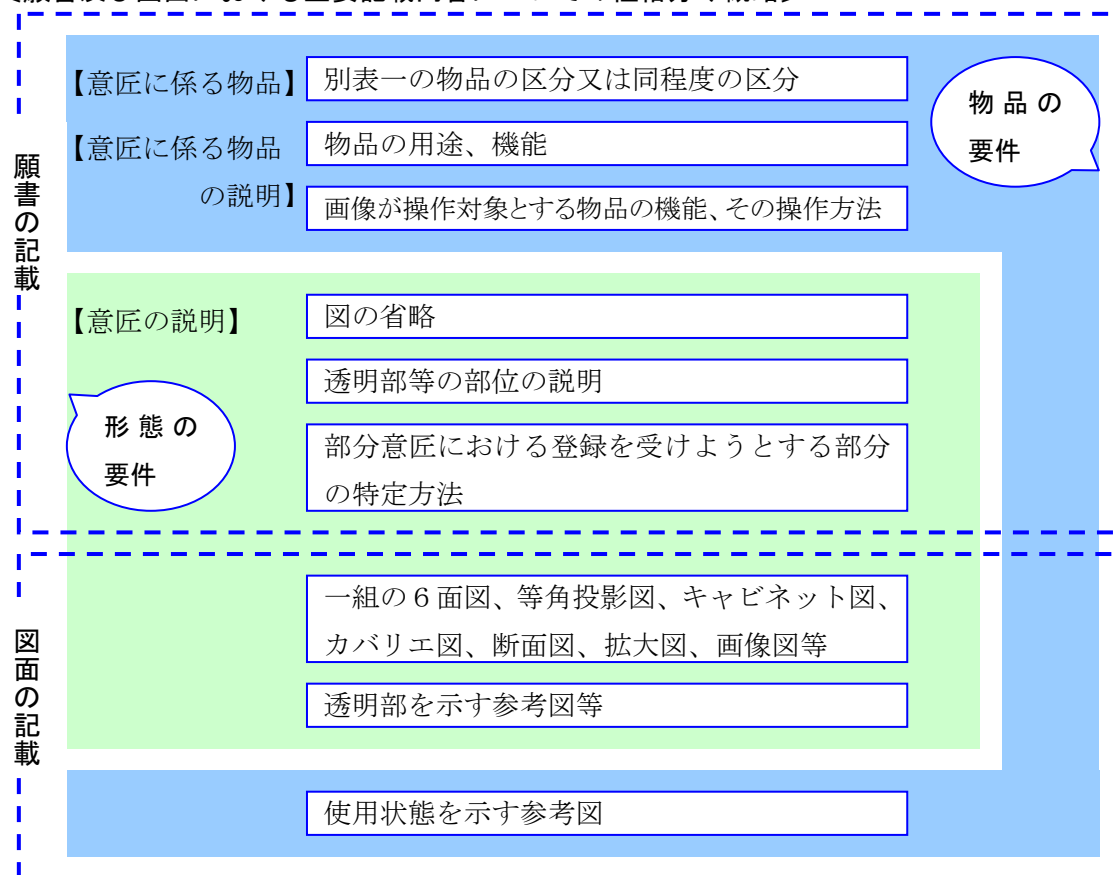 願書の記載
【意匠に係る物品】
別表一の物品の区分又は同程度の区分
物品の
要件
【意匠に係る物品
の説明】
物品の用途、機能
画像が操作対象とする物品の機能、その操作方法
【意匠の説明】
図の省略
透明部等の部位の説明
形態の
要件
部分意匠における登録を受けようとする部分
の特定方法
図面の記載
一組の6面図、等角投影図、キャビネット図、
カバリエ図、断面図、拡大図、画像図等
透明部を示す参考図等
使用状態を示す参考図